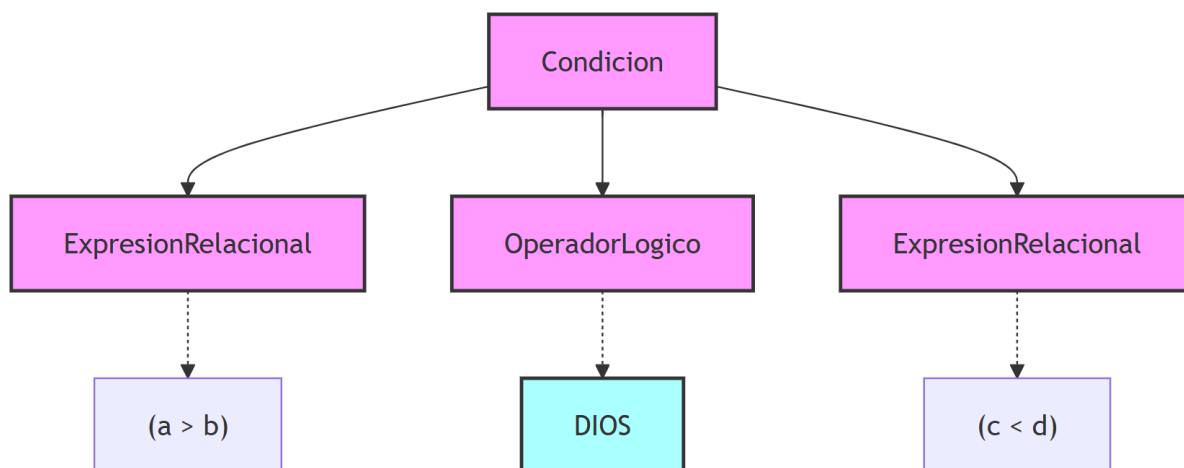 Condicion
ExpresionRelacional
OperadorLogico
ExpresionRelacional
(a > b)
DIOS
(c < d)